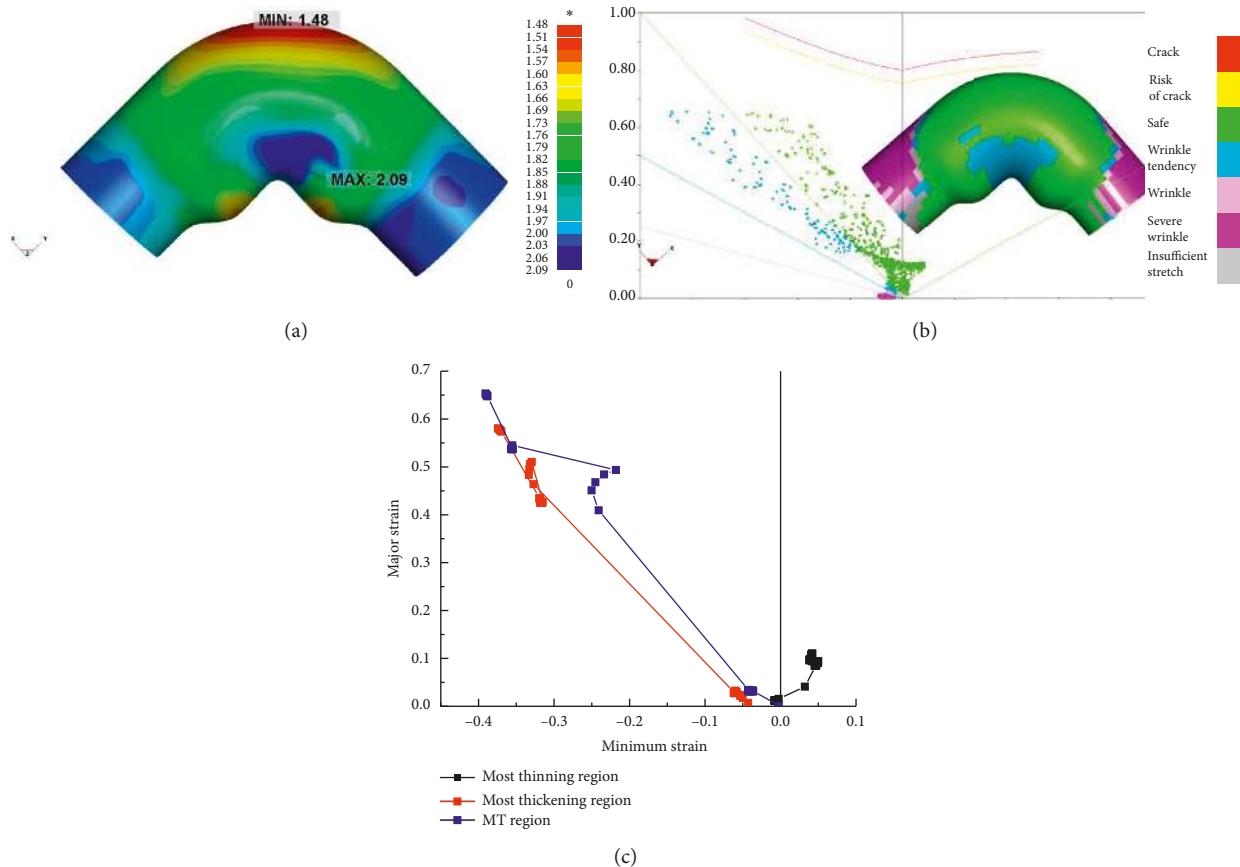 MIN: 1.48
MAX: 2.09
*
1.48
1.51
1.54
1.57
1.60
1.63
1.66
1.69
1.73
1.76
1.79
1.82
1.85
1.88
1.91
1.94
1.97
2.00
2.03
2.06
2.09
0
X
Y
(a)
1.00
0.80
0.60
0.40
0.20
0.00
X
Crack
Risk
of crack
Safe
Wrinkle
tendency
Wrinkle
Severe
wrinkle
Insufficient
stretch
(b)
Major strain
0.7
0.6
0.5
0.4
0.3
0.2
0.1
0.0
−0.4
−0.3
−0.2
−0.1
0.0
0.1
Minimum strain
Most thinning region
Most thickening region
MT region
(c)